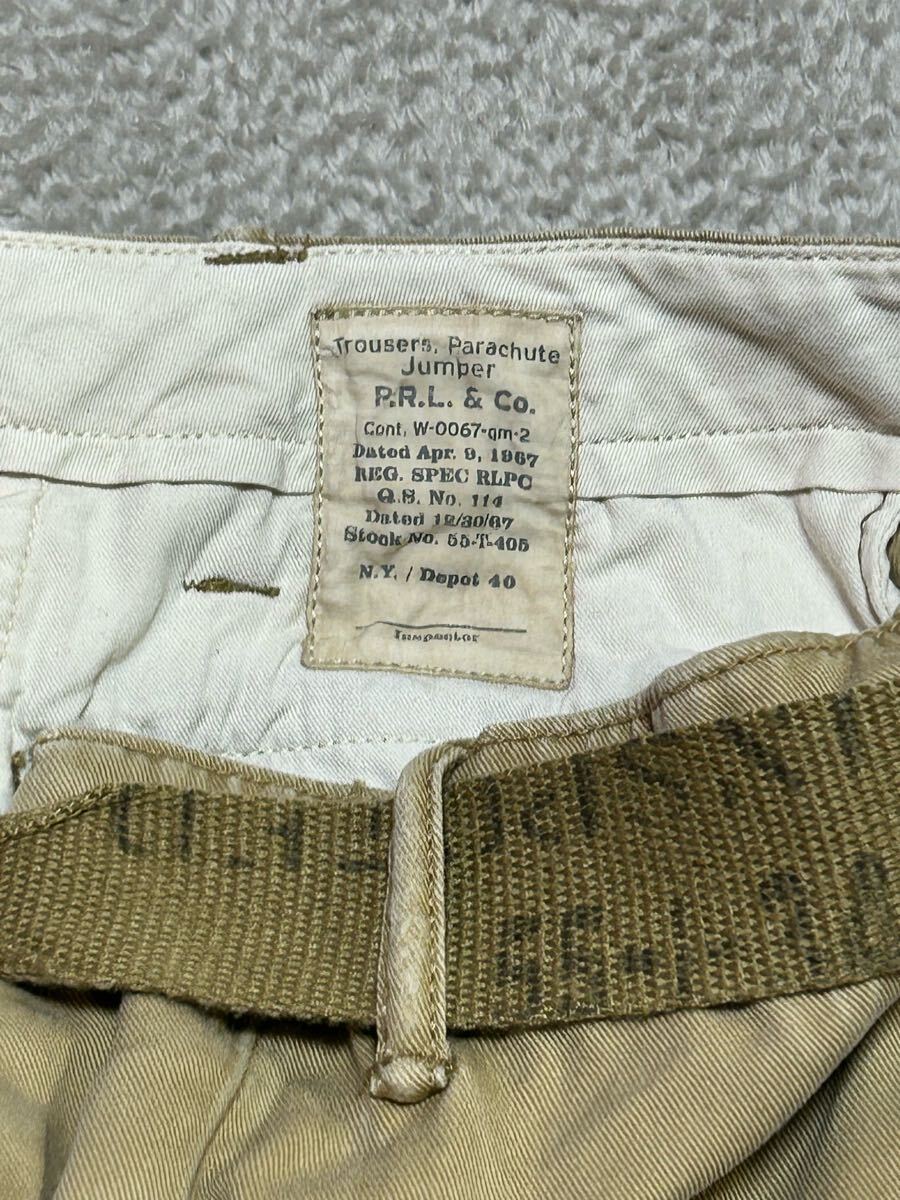 Trousers, Parachute
Jumper
P.R.L. & Co.
Cont, W-0067-qm-2
Dated Apr. 9, 1967
REG. SPEC RLPC
Q.S. No. 114
Dated 12/30/67
Stock No. 55-T-405
N.Y. / Depot 40
Inspector